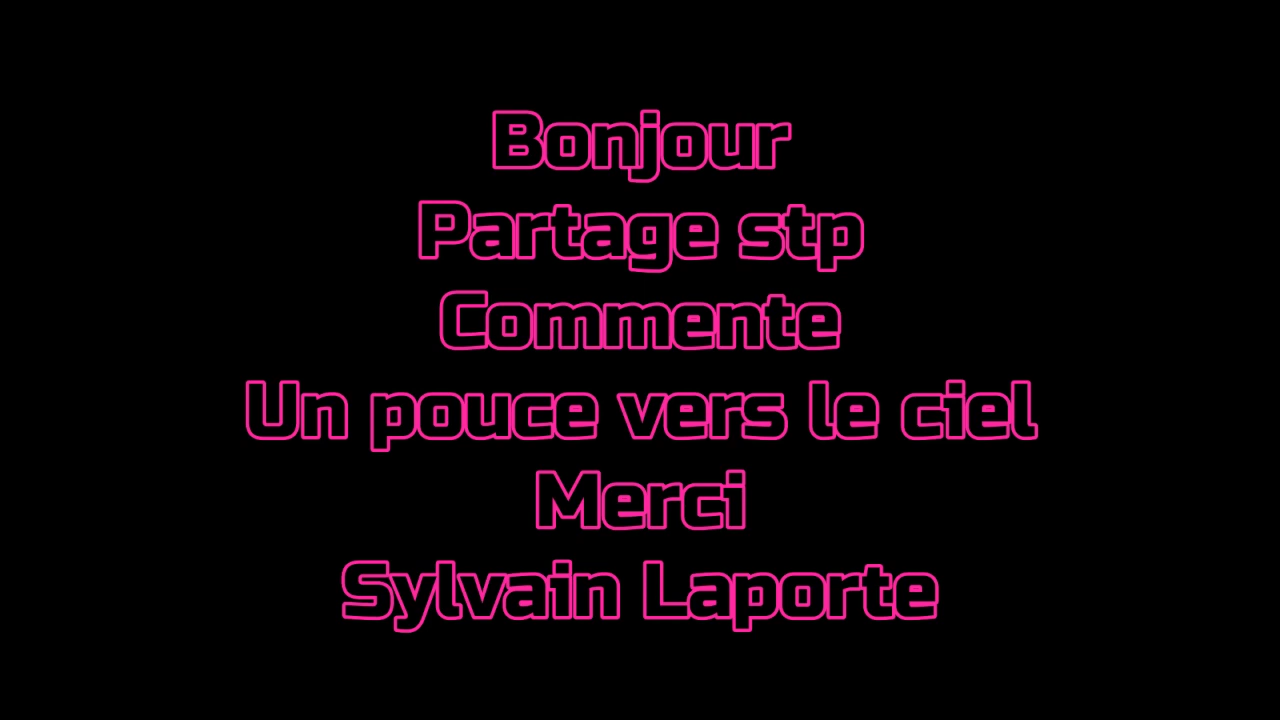 Bonjour
Partage stp
Commente
Un pouce vers le ciel
Merci
Sylvain Laporte